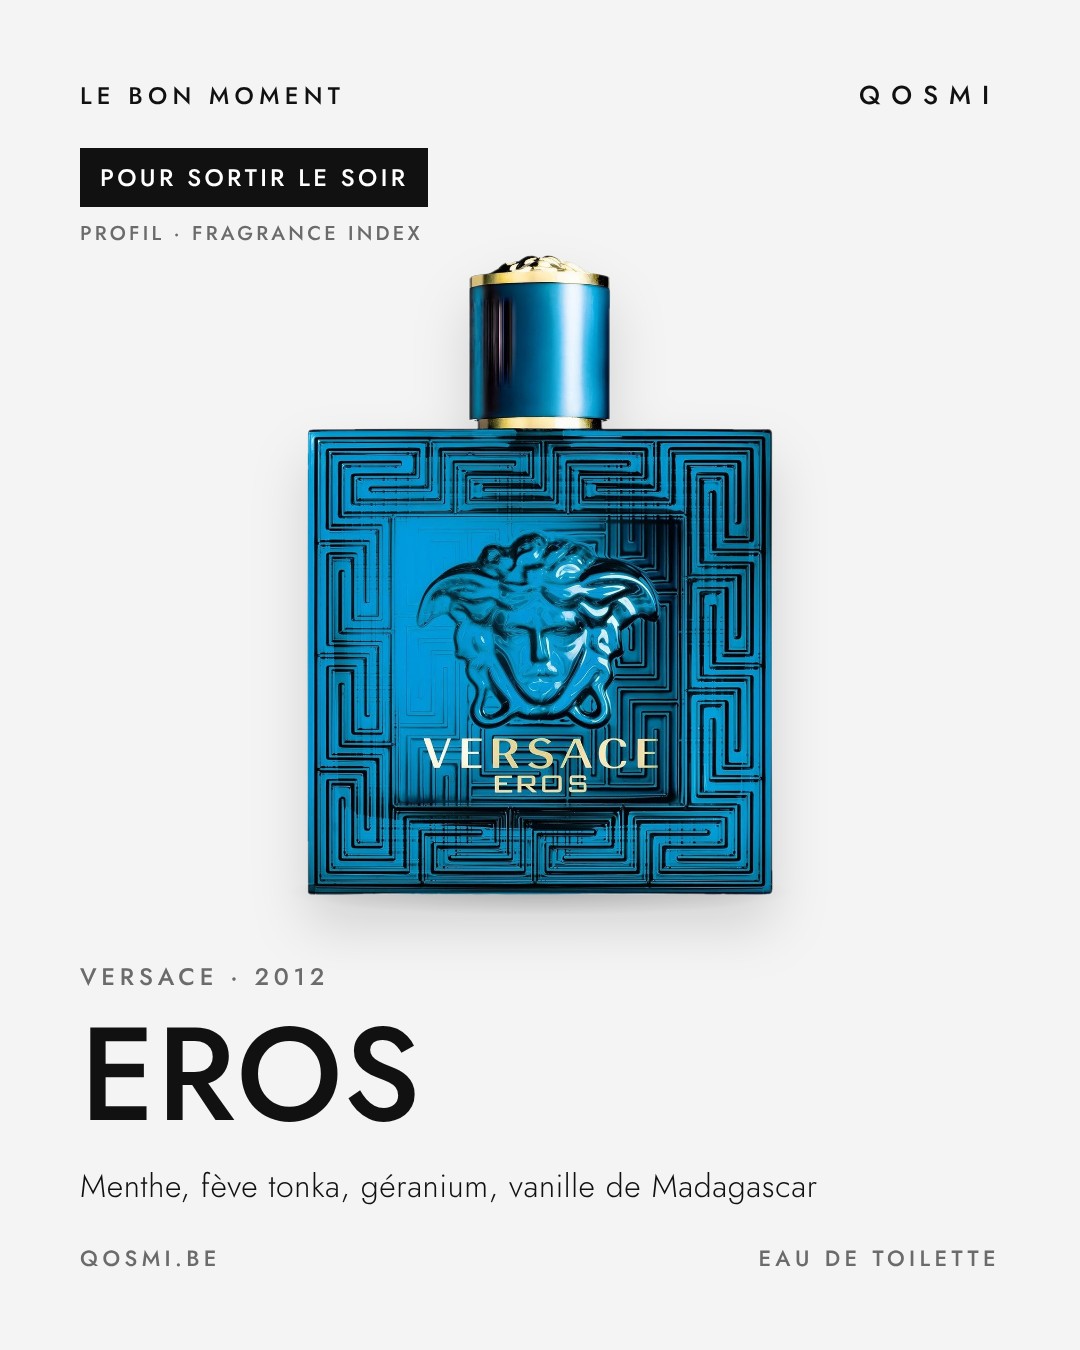 LE BON MOMENT
QOSMI
POUR SORTIR LE SOIR
PROFIL · FRAGRANCE INDEX
VERSACE
EROS
VERSACE · 2012
EROS
Menthe, fève tonka, géranium, vanille de Madagascar
QOSMI.BE
EAU DE TOILETTE